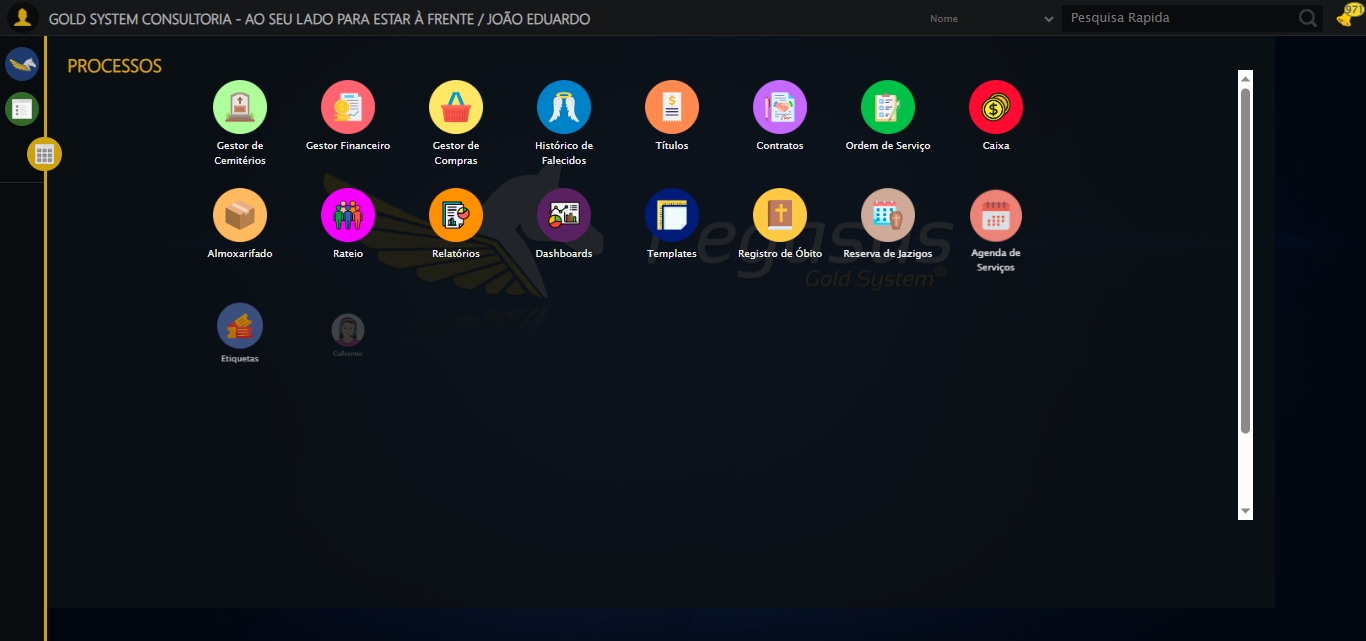 GOLD SYSTEM CONSULTORIA - AO SEU LADO PARA ESTAR À FRENTE / JOÃO EDUARDO
Nome
Pesquisa Rapida
971
PROCESSOS
Gestor de
Cemitérios
Gestor Financeiro
Gestor de
Compras
Histórico de
Falecidos
Títulos
Contratos
Ordem de Serviço
Caixa
Almoxarifado
Rateio
Relatórios
Dashboards
Templates
Registro de Óbito
Reserva de Jazigos
Agenda de
Serviços
Pegasus
Gold System®
Etiquetas
Callcenter